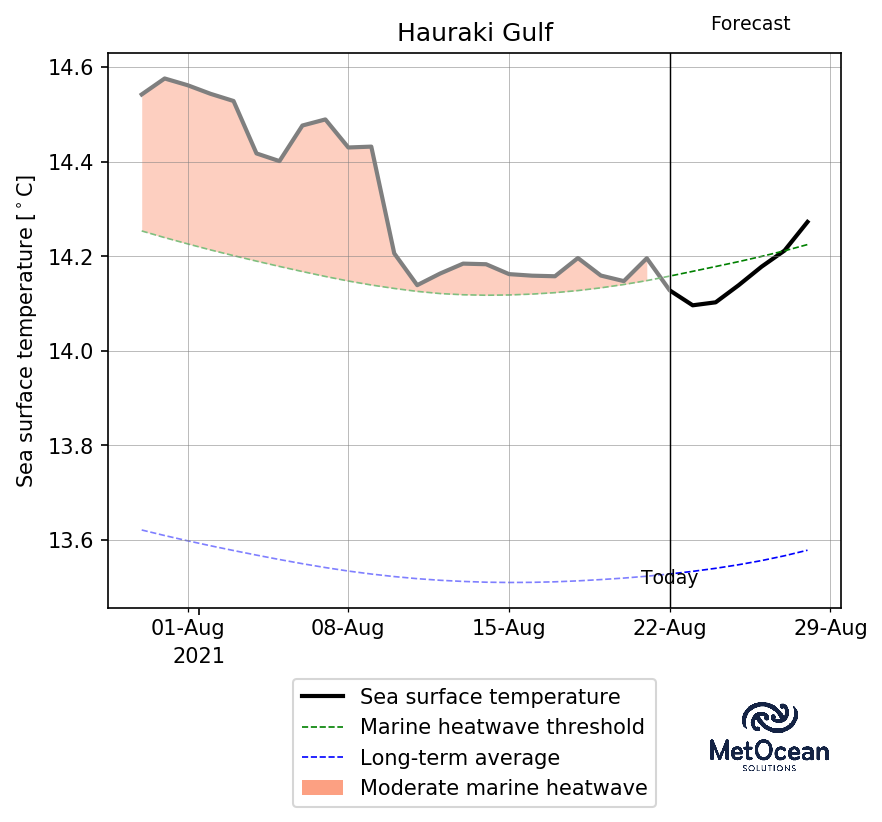 Forecast
Hauraki Gulf
Sea surface temperature [°C]
14.6
14.4
14.2
14.0
13.8
13.6
Today
01-Aug 08-Aug 15-Aug 22-Aug 29-Aug
2021
Sea surface temperature
Marine heatwave threshold
Long-term average
Moderate marine heatwave
MetOcean
SOLUTIONS